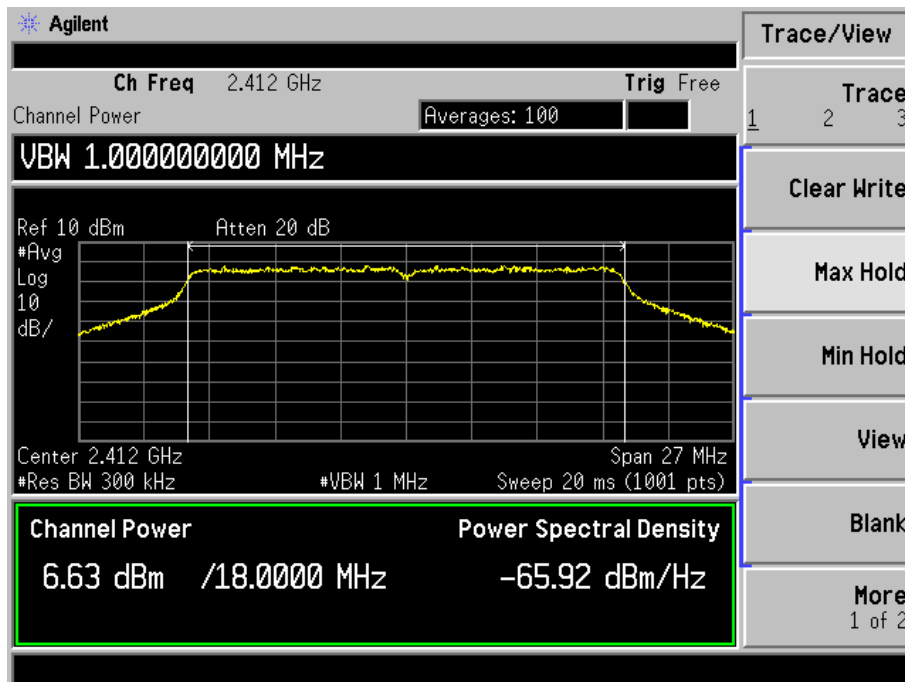 Agilent
Trace/View
Ch Freq 2.412 GHz Trig Free
Channel Power Averages: 100
VBW 1.000000000 MHz
Ref 10 dBm Atten 20 dB
#Avg
Log
10
dB/
Center 2.412 GHz Span 27 MHz
#Res BW 300 kHz #VBW 1 MHz Sweep 20 ms (1001 pts)
Channel Power Power Spectral Density
6.63 dBm /18.0000 MHz -65.92 dBm/Hz
Trace
1 2 3
Clear Write
Max Hold
Min Hold
View
Blank
More
1 of 2